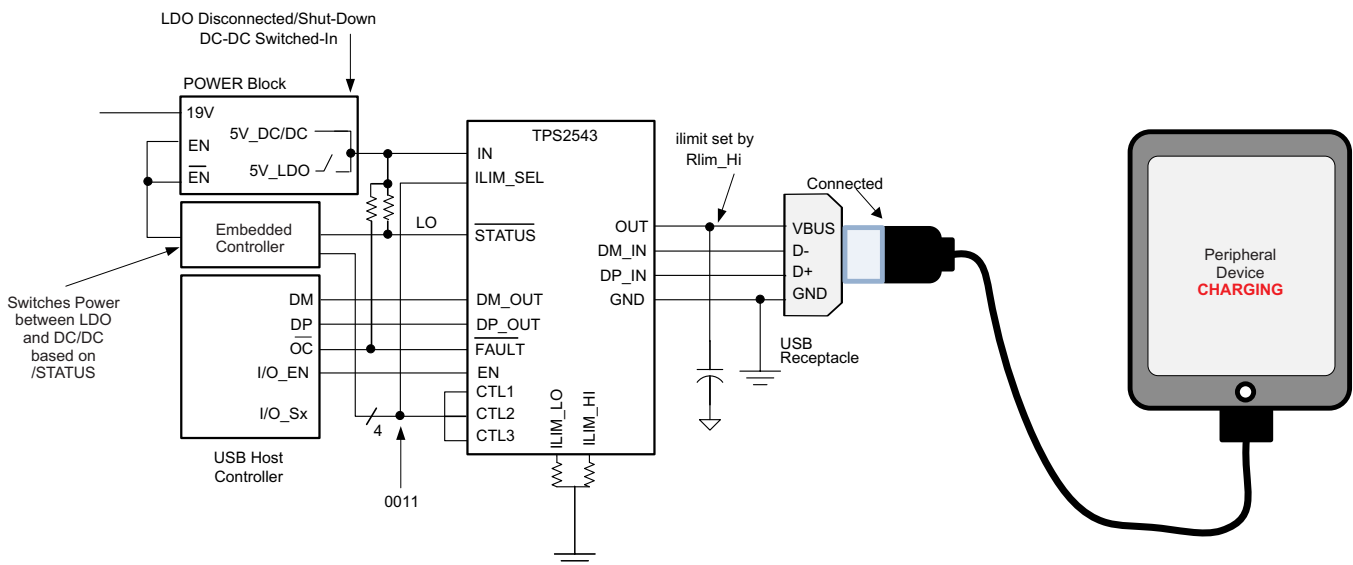 LDO Disconnected/Shut-Down
DC-DC Switched-In
POWER Block
19V
EN
EN
5V_DC/DC
5V_LDO
Embedded
Controller
Switches Power
between LDO
and DC/DC
based on
/STATUS
DM
DP
OC
I/O_EN
I/O_Sx
USB Host
Controller
LO
4
0011
TPS2543
IN
ILIM_SEL
STATUS
DM_OUT
DP_OUT
FAULT
EN
CTL1
CTL2
CTL3
ILIM_LO
ILIM_HI
OUT
DM_IN
DP_IN
GND
ilimit set by
Rlim_Hi
VBUS
D-
D+
GND
USB
Receptacle
Connected
Peripheral
Device
CHARGING